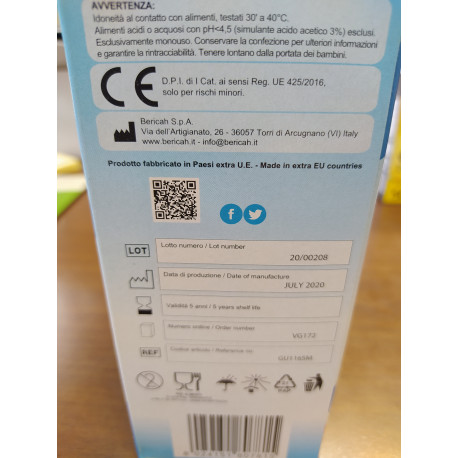 AVVERTENZA:
Idoneità al contatto con alimenti, testati 30' a 40°C.
Alimenti acidi o acquosi con pH<4,5 (simulante acido acetico 3%) esclusi.
Esclusivamente monouso. Conservare la confezione per ulteriori informazioni
e garantire la rintracciabilità. Tenere lontano dalla portata dei bambini.
CE
D.P.I. di I Cat. ai sensi Reg. UE 425/2016,
solo per rischi minori.
Bericah S.p.A.
Via dell'Artigianato, 26 - 36057 Torri di Arcugnano (VI) Italy
www.bericah.it - info@bericah.it
Prodotto fabbricato in Paesi extra U.E. - Made in extra EU countries
LOT
Lotto numero / Lot number
20/00208
Data di produzione / Date of manufacture
JULY 2020
Validità 5 anni / 5 years shelf life
Numero ordine / Order number
VG172
REF
Codice articolo / Reference no.